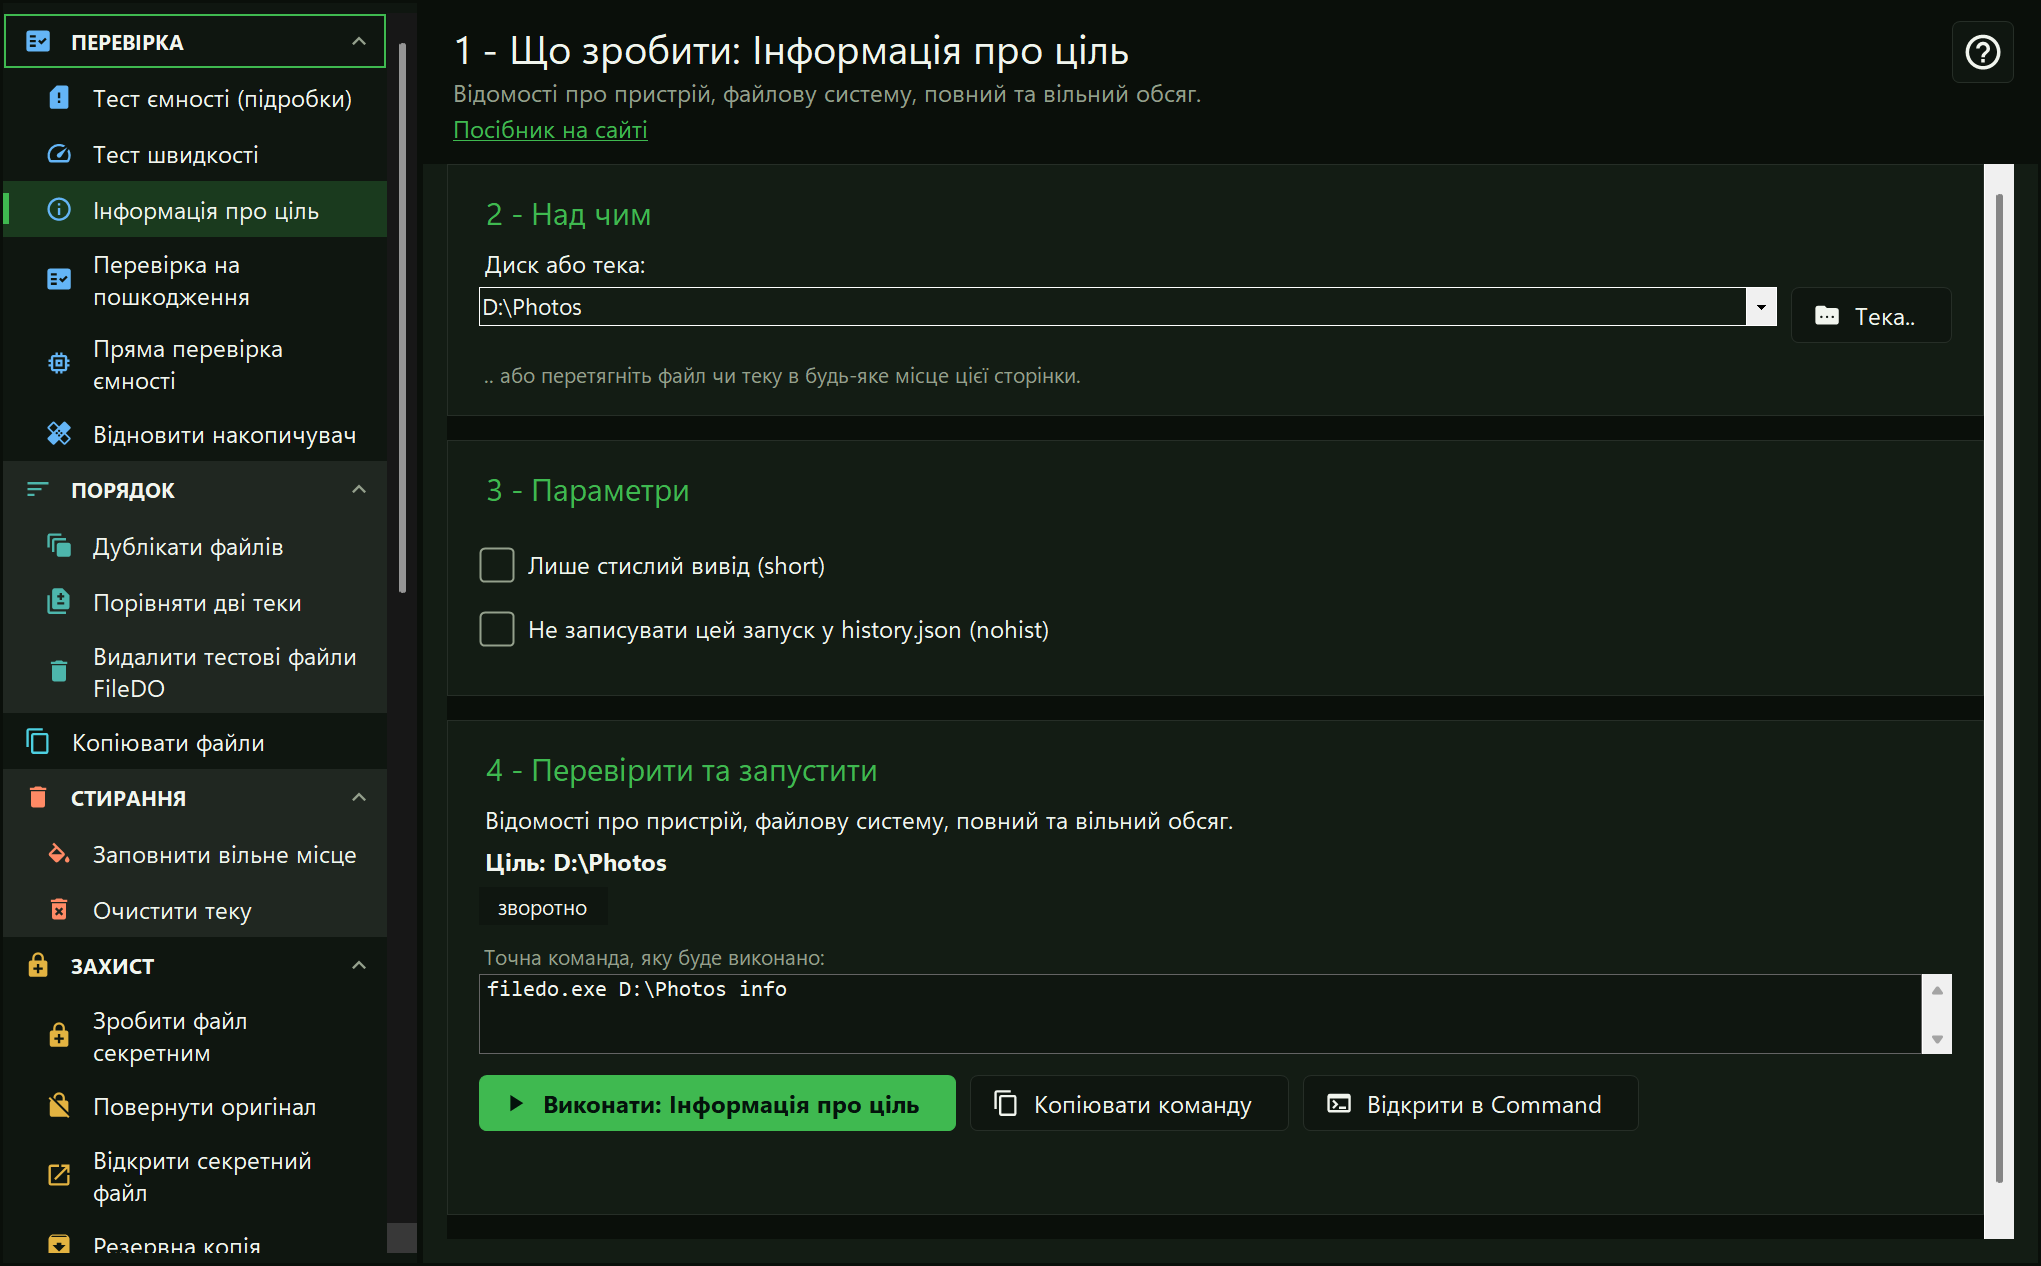 ПЕРЕВІРКА
Тест ємності (підробки)
Тест швидкості
Інформація про ціль
Перевірка на
пошкодження
Пряма перевірка
ємності
Відновити накопичувач
ПОРЯДОК
Дублікати файлів
Порівняти дві теки
Видалити тестові файли
FileDO
Копіювати файли
СТИРАННЯ
Заповнити вільне місце
Очистити теку
ЗАХИСТ
Зробити файл
секретним
Повернути оригінал
Відкрити секретний
файл
Резервна копія
1 - Що зробити: Інформація про ціль
Відомості про пристрій, файлову систему, повний та вільний обсяг.
Посібник на сайті
2 - Над чим
Диск або тека:
D:\Photos
Тека..
.. або перетягніть файл чи теку в будь-яке місце цієї сторінки.
3 - Параметри
Лише стислий вивід (short)
Не записувати цей запуск у history.json (nohist)
4 - Перевірити та запустити
Відомості про пристрій, файлову систему, повний та вільний обсяг.
Ціль: D:\Photos
зворотно
Точна команда, яку буде виконано:
filedo.exe D:\Photos info
Виконати: Інформація про ціль
Копіювати команду
Відкрити в Command